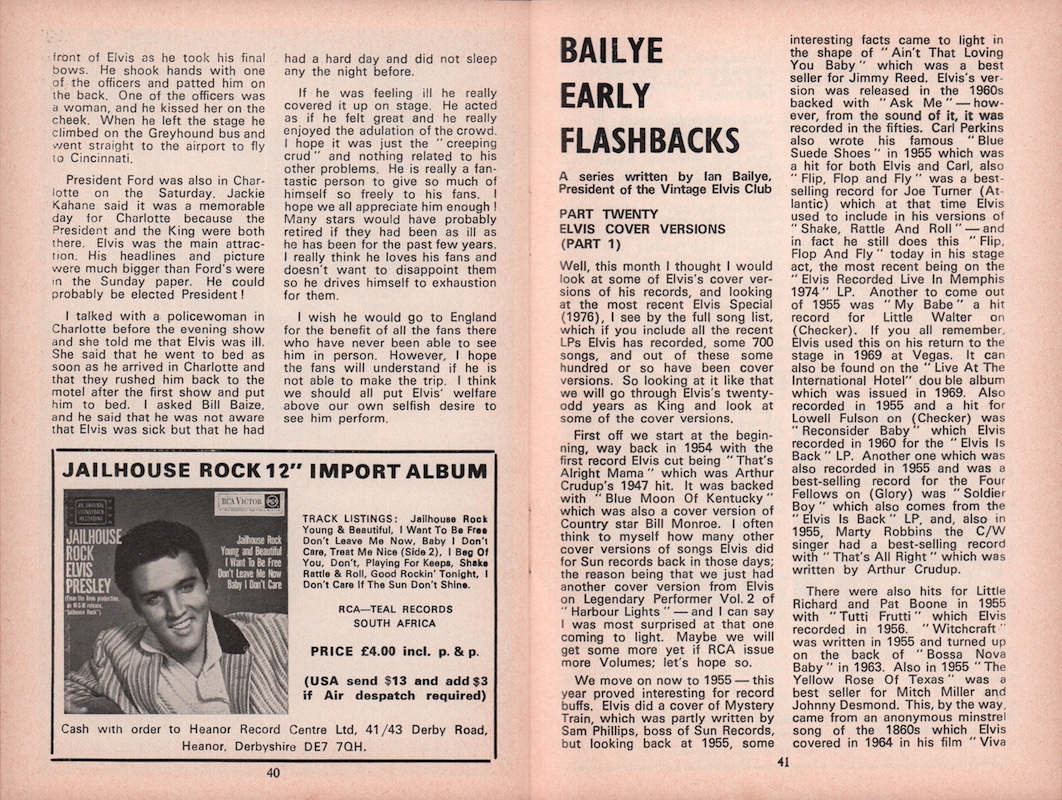 front of Elvis as he took his final
bows. He shook hands with one
of the officers and patted him on
the back. One of the officers was
a woman, and he kissed her on the
cheek. When he left the stage he
climbed on the Greyhound bus and
went straight to the airport to fly
to Cincinnati.
President Ford was also in Char-
lotte on the Saturday. Jackie
Kahane said it was a memorable
day for Charlotte because the
President and the King were both
there. Elvis was the main attrac-
tion. His headlines and picture
were much bigger than Ford's were
in the Sunday paper. He could
probably be elected President !
I talked with a policewoman in
Charlotte before the evening show
and she told me that Elvis was ill.
She said that he went to bed as
soon as he arrived in Charlotte and
that they rushed him back to the
motel after the first show and put
him to bed. I asked Bill Baize,
and he said that he was not aware
that Elvis was sick but that he had
had a hard day and did not sleep
any the night before.
If he was feeling ill he really
covered it up on stage. He acted
as if he felt great and he really
enjoyed the adulation of the crowd.
I hope it was just the "creeping
crud" and nothing related to his
other problems. He is really a fan-
tastic person to give so much of
himself so freely to his fans. I
hope we all appreciate him enough !
Many stars would have probably
retired if they had been as ill as
he has been for the past few years.
I really think he loves his fans and
doesn't want to disappoint them
so he drives himself to exhaustion
for them.
I wish he would go to England
for the benefit of all the fans there
who have never been able to see
him in person. However, I hope
the fans will understand if he is
not able to make the trip. I think
we should all put Elvis' welfare
above our own selfish desire to
see him perform.
JAILHOUSE ROCK 12" IMPORT ALBUM
AN ORIGINAL
SOUNDTRACK
RECORDING
RCA VICTOR
RCA
JAILHOUSE
ROCK
ELVIS
PRESLEY
(From the Avon production,
an M-G-M release,
"Jailhouse Rock")
Jailhouse Rock
Young and Beautiful
I Want To Be Free
Don't Leave Me Now
Baby I Don't Care
TRACK LISTINGS: Jailhouse Rock
Young & Beautiful, I Want To Be Free
Don't Leave Me Now, Baby I Don't
Care, Treat Me Nice (Side 2), I Beg Of
You, Don't, Playing For Keeps, Shake
Rattle & Roll, Good Rockin' Tonight, I
Don't Care If The Sun Don't Shine.
RCA—TEAL RECORDS
SOUTH AFRICA
PRICE £4.00 incl. p. & p.
(USA send $13 and add $3
if Air despatch required)
Cash with order to Heanor Record Centre Ltd, 41/43 Derby Road,
Heanor, Derbyshire DE7 7QH.
40
BAILYE
EARLY
FLASHBACKS
A series written by Ian Bailye,
President of the Vintage Elvis Club
PART TWENTY
ELVIS COVER VERSIONS
(PART 1)
Well, this month I thought I would
look at some of Elvis's cover ver-
sions of his records, and looking
at the most recent Elvis Special
(1976), I see by the full song list,
which if you include all the recent
LPs Elvis has recorded, some 700
songs, and out of these some
hundred or so have been cover
versions. So looking at it like that
we will go through Elvis's twenty-
odd years as King and look at
some of the cover versions.
First off we start at the begin-
ning, way back in 1954 with the
first record Elvis cut being "That's
Alright Mama" which was Arthur
Crudup's 1947 hit. It was backed
with "Blue Moon Of Kentucky"
which was also a cover version of
Country star Bill Monroe. I often
think to myself how many other
cover versions of songs Elvis did
for Sun records back in those days;
the reason being that we just had
another cover version from Elvis
on Legendary Performer Vol. 2 of
"Harbour Lights" — and I can say
I was most surprised at that one
coming to light. Maybe we will
get some more yet if RCA issue
more Volumes; let's hope so.
We move on now to 1955 — this
year proved interesting for record
buffs. Elvis did a cover of Mystery
Train, which was partly written by
Sam Phillips, boss of Sun Records,
but looking back at 1955, some
interesting facts came to light in
the shape of "Ain't That Loving
You Baby" which was a best
seller for Jimmy Reed. Elvis's ver-
sion was released in the 1960s
backed with "Ask Me" — how-
ever, from the sound of it, it was
recorded in the fifties. Carl Perkins
also wrote his famous "Blue
Suede Shoes" in 1955 which was
a hit for both Elvis and Carl, also
"Flip, Flop and Fly" was a best-
selling record for Joe Turner (At-
lantic) which at that time Elvis
used to include in his versions of
"Shake, Rattle And Roll" — and
in fact he still does this "Flip,
Flop And Fly" today in his stage
act, the most recent being on the
"Elvis Recorded Live In Memphis
1974" LP. Another to come out
of 1955 was "My Babe" a hit
record for Little Walter on
(Checker). If you all remember,
Elvis used this on his return to the
stage in 1969 at Vegas. It can
also be found on the "Live At The
International Hotel" dou ble album
which was issued in 1969. Also
recorded in 1955 and a hit for
Lowell Fulson on (Checker) was
"Reconsider Baby" which Elvis
recorded in 1960 for the "Elvis Is
Back" LP. Another one which was
also recorded in 1955 and was a
best-selling record for the Four
Fellows on (Glory) was "Soldier
Boy" which also comes from the
"Elvis Is Back" LP, and, also in
1955, Marty Robbins the C/W
singer had a best-selling record
with "That's All Right" which was
written by Arthur Crudup.
There were also hits for Little
Richard and Pat Boone in 1955
with "Tutti Frutti" which Elvis
recorded in 1956. "Witchcraft"
was written in 1955 and turned up
on the back of "Bossa Nova
Baby" in 1963. Also in 1955 "The
Yellow Rose Of Texas" was a
best seller for Mitch Miller and
Johnny Desmond. This, by the way,
came from an anonymous minstrel
song of the 1860s which Elvis
covered in 1964 in his film "Viva
41